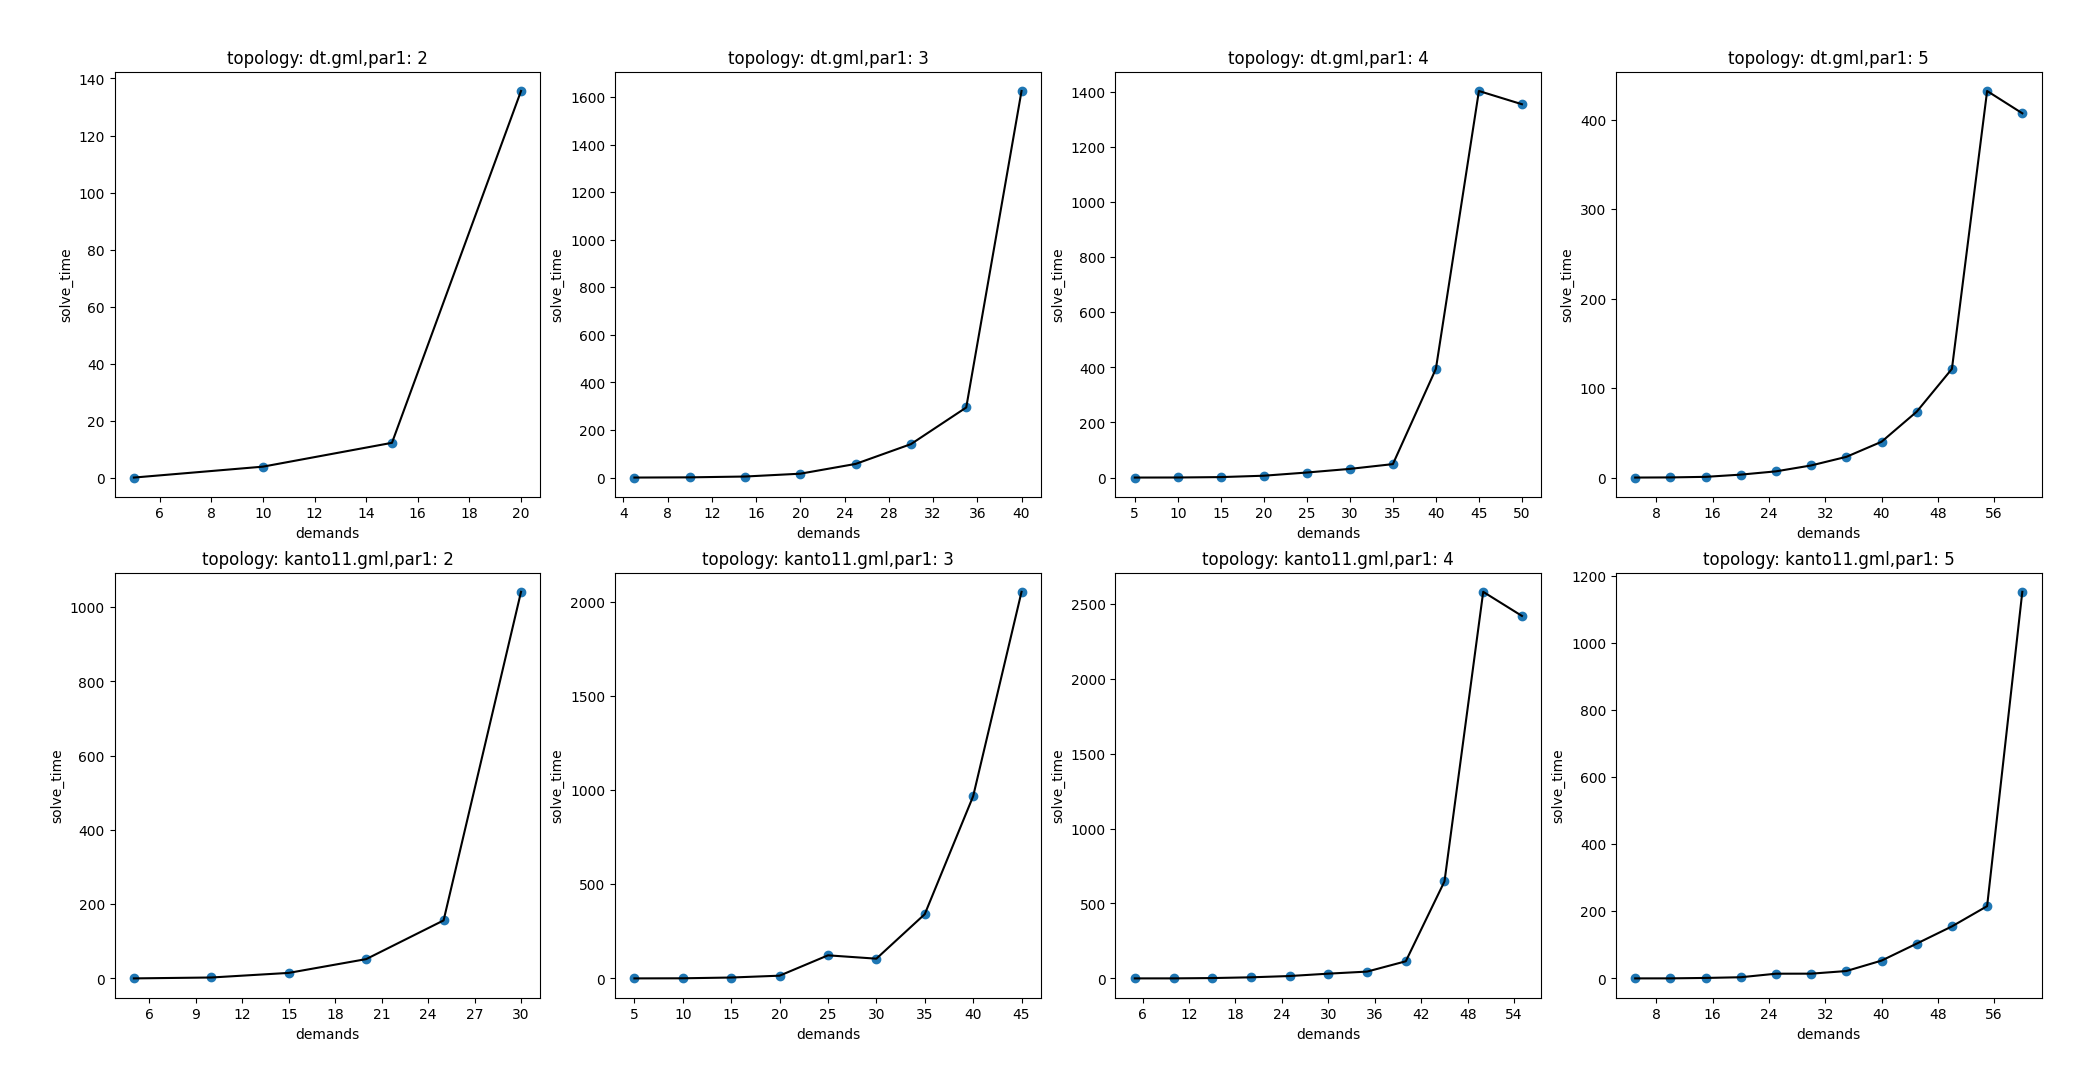 topology: dt.gml,par1: 2
140
120
100
80
60
40
20
0
solve_time
6 8 10 12 14 16 18 20
demands
topology: dt.gml,par1: 3
1600
1400
1200
1000
800
600
400
200
0
solve_time
4 8 12 16 20 24 28 32 36 40
demands
topology: dt.gml,par1: 4
1400
1200
1000
800
600
400
200
0
solve_time
5 10 15 20 25 30 35 40 45 50
demands
topology: dt.gml,par1: 5
400
300
200
100
0
solve_time
8 16 24 32 40 48 56
demands
topology: kanto11.gml,par1: 2
1000
800
600
400
200
0
solve_time
6 9 12 15 18 21 24 27 30
demands
topology: kanto11.gml,par1: 3
2000
1500
1000
500
0
solve_time
5 10 15 20 25 30 35 40 45
demands
topology: kanto11.gml,par1: 4
2500
2000
1500
1000
500
0
solve_time
6 12 18 24 30 36 42 48 54
demands
topology: kanto11.gml,par1: 5
1200
1000
800
600
400
200
0
solve_time
8 16 24 32 40 48 56
demands